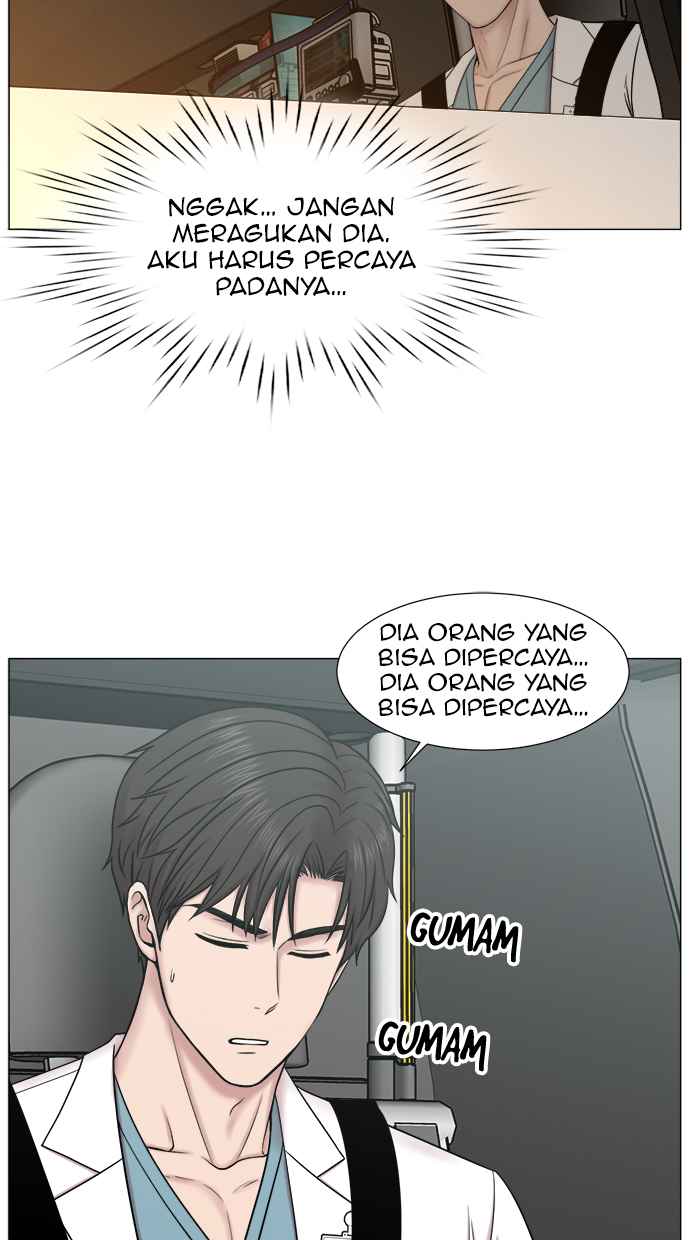 NGGAK... JANGAN
MERAGUKAN DIA.
AKU HARUS PERCAYA
PADANYA...
DIA ORANG YANG
BISA DIPERCAYA...
DIA ORANG YANG
BISA DIPERCAYA...
GUMAM
GUMAM